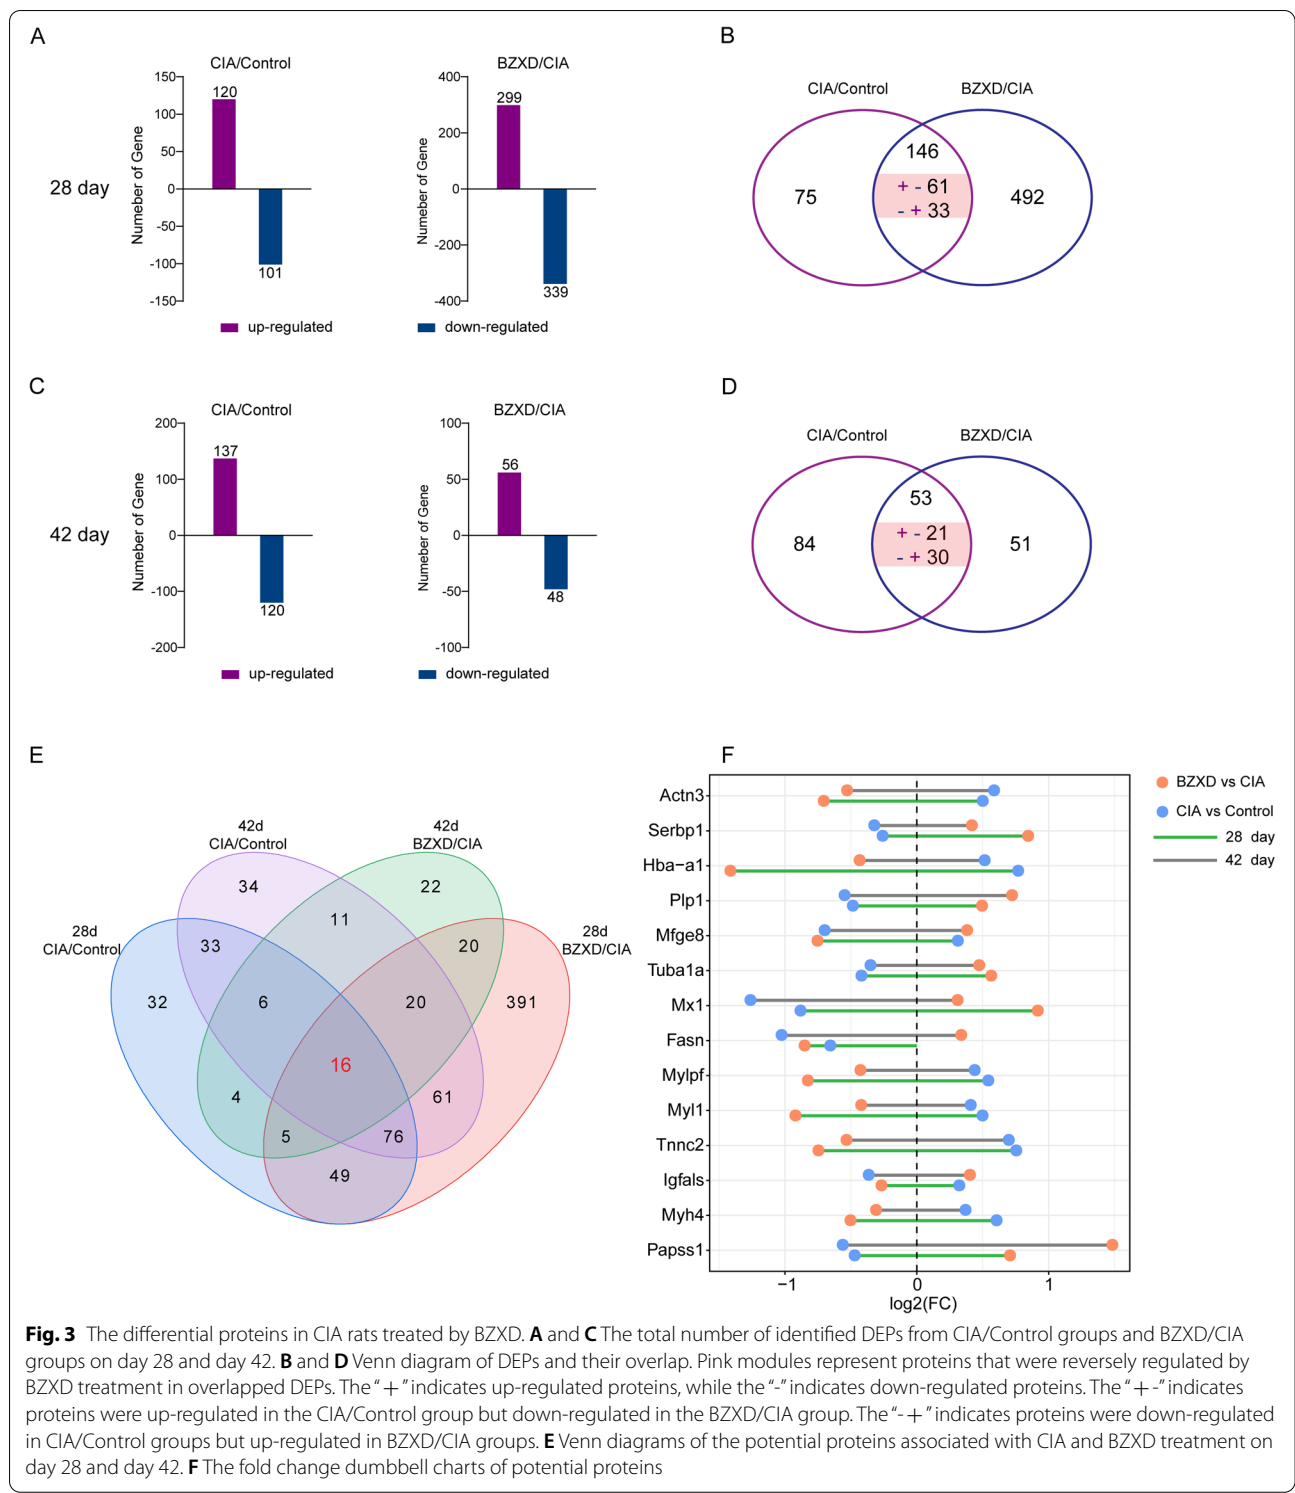 A
CIA/Control
BZXD/CIA
28 day
Numeber of Gene
150
100
50
0
-50
-100
-150
120
101
Numeber of Gene
400
200
0
-200
-400
299
339
up-regulated
down-regulated
B
CIA/Control
BZXD/CIA
146
+ - 61
- + 33
75
492
C
CIA/Control
BZXD/CIA
42 day
Numeber of Gene
200
100
0
-100
-200
137
120
Numeber of Gene
100
50
0
-50
-100
56
48
up-regulated
down-regulated
D
CIA/Control
BZXD/CIA
53
+ - 21
- + 30
84
51
E
42d
CIA/Control
42d
BZXD/CIA
28d
CIA/Control
28d
BZXD/CIA
34
22
11
33
20
32
6
20
391
16
4
61
5
76
49
F
Actn3
Serbp1
Hba−a1
Plp1
Mfge8
Tuba1a
Mx1
Fasn
Mylpf
Myl1
Tnnc2
Igfals
Myh4
Papss1
−1
0
1
log2(FC)
BZXD vs CIA
CIA vs Control
28 day
42 day
Fig. 3 The differential proteins in CIA rats treated by BZXD. A and C The total number of identified DEPs from CIA/Control groups and BZXD/CIA
groups on day 28 and day 42. B and D Venn diagram of DEPs and their overlap. Pink modules represent proteins that were reversely regulated by
BZXD treatment in overlapped DEPs. The “ + ” indicates up-regulated proteins, while the “-” indicates down-regulated proteins. The “ + -” indicates
proteins were up-regulated in the CIA/Control group but down-regulated in the BZXD/CIA group. The “- + ” indicates proteins were down-regulated
in CIA/Control groups but up-regulated in BZXD/CIA groups. E Venn diagrams of the potential proteins associated with CIA and BZXD treatment on
day 28 and day 42. F The fold change dumbbell charts of potential proteins